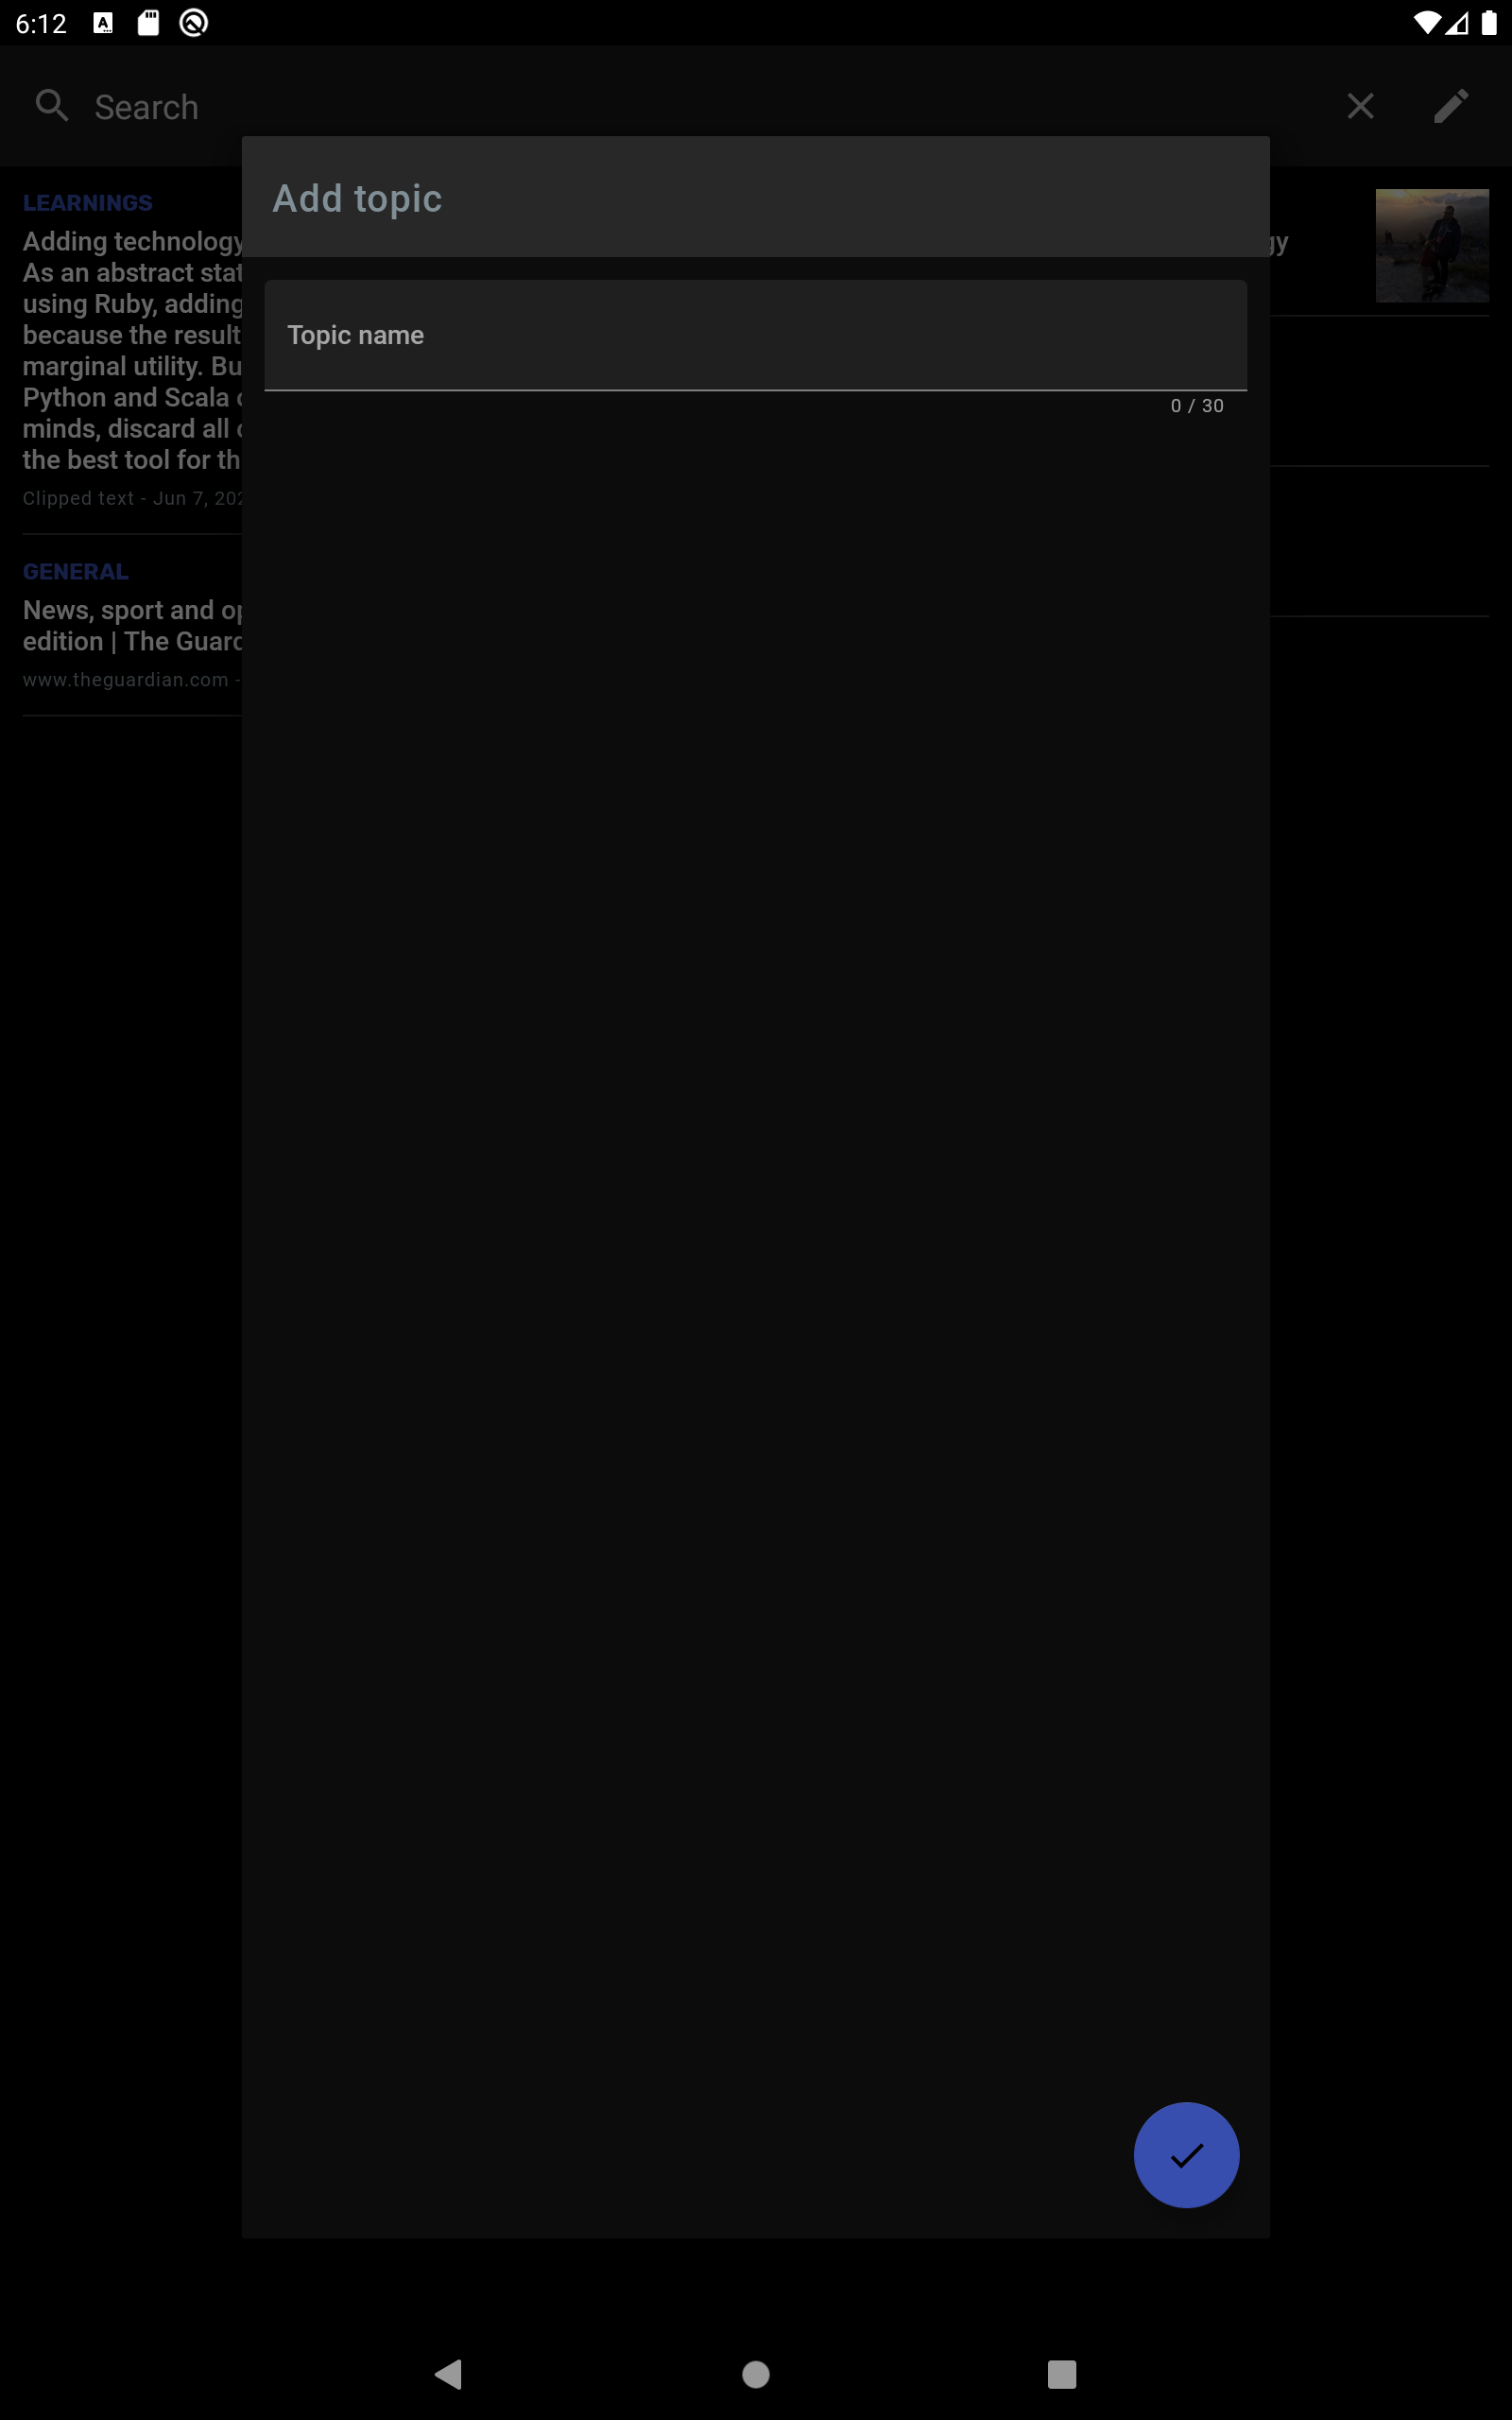 6:12
Search
Add topic
LEARNINGS
Adding technology
As an abstract stat
using Ruby, adding
because the result
marginal utility. Bu
Python and Scala
minds, discard all
the best tool for th
Clipped text - Jun 7, 202
GENERAL
News, sport and op
edition | The Guard
www.theguardian.com -
gy
Topic name
0 / 30